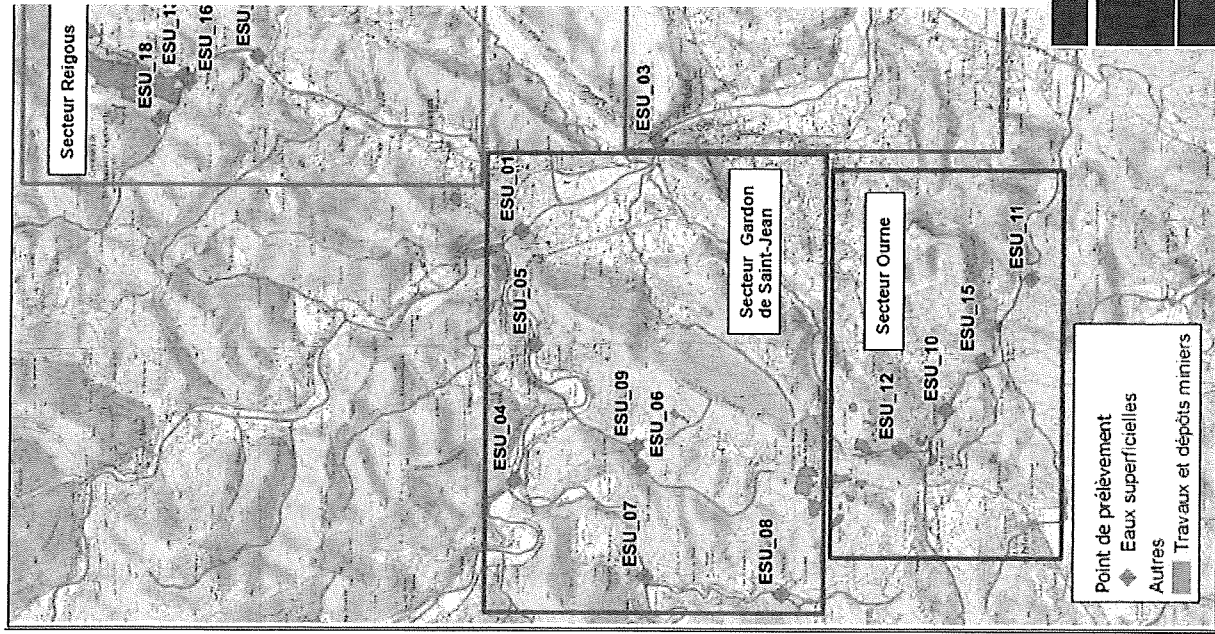 Secteur Reigous
ESU_18
ESU_16
ESU_03
ESU_01
ESU_05
ESU_04
ESU_09
ESU_06
ESU_07
ESU_08
Secteur Gardon
de Saint-Jean
Secteur Ourne
ESU_12
ESU_10
ESU_15
ESU_11
Point de prélèvement
Eaux superficielles
Autres
Travaux et dépôts miniers